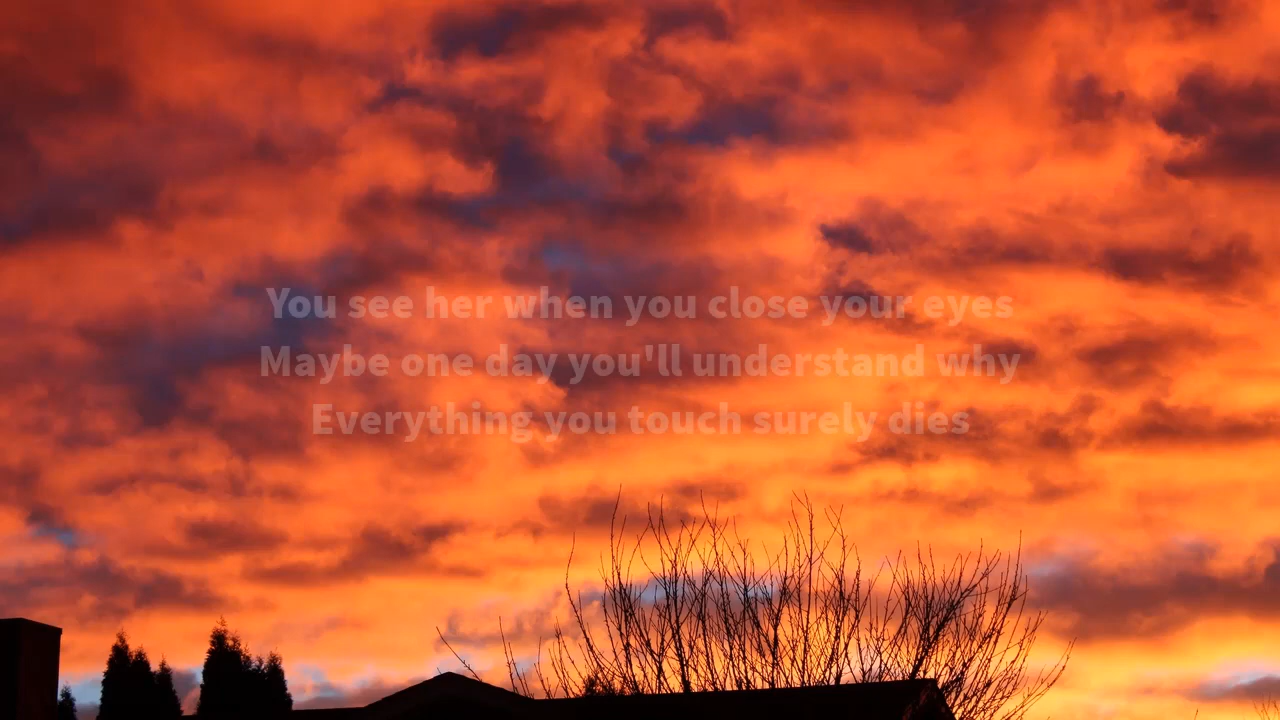 You see her when you close your eyes
Maybe one day you'll understand why
Everything you touch surely dies